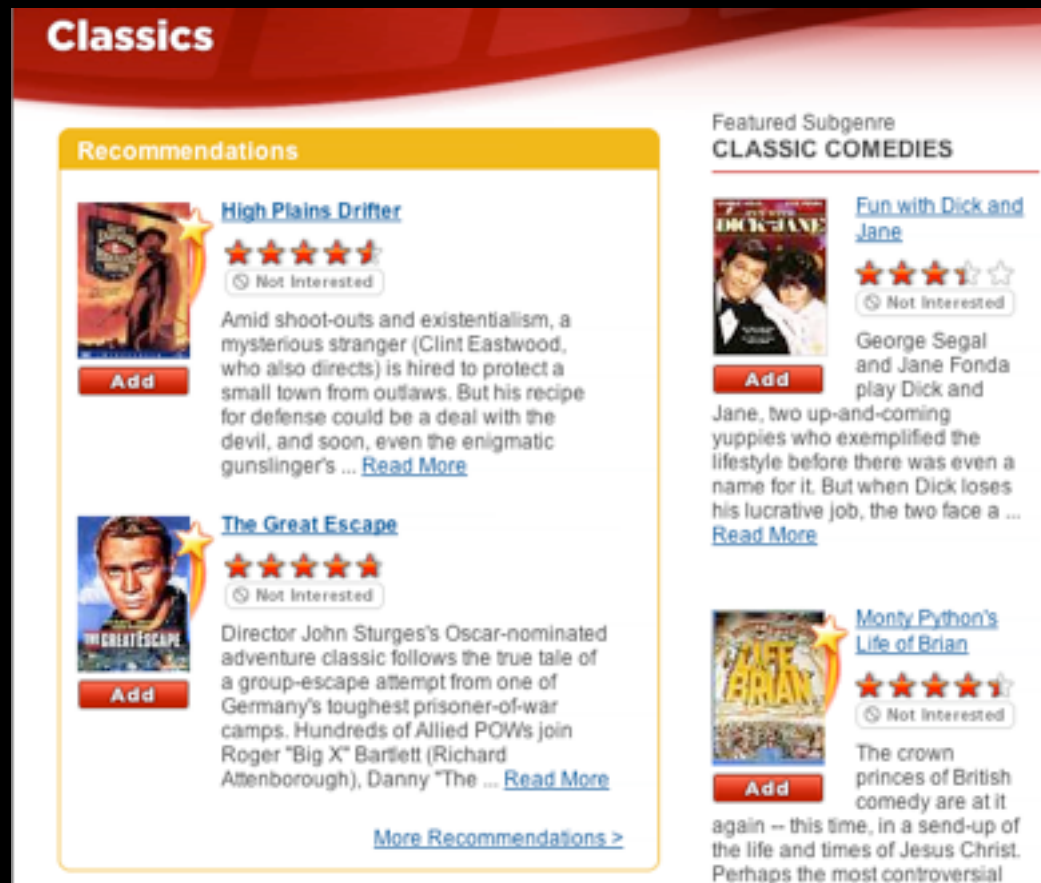 Classics
Recommendations
High Plains Drifter
Not Interested
Amid shoot-outs and existentialism, a
mysterious stranger (Clint Eastwood,
who also directs) is hired to protect a
small town from outlaws. But his recipe
for defense could be a deal with the
devil, and soon, even the enigmatic
gunslinger's ... Read More
Add
The Great Escape
Not Interested
Director John Sturges's Oscar-nominated
adventure classic follows the true tale of
a group-escape attempt from one of
Germany's toughest prisoner-of-war
camps. Hundreds of Allied POWs join
Roger "Big X" Bartlett (Richard
Attenborough), Danny "The ... Read More
THE GREAT ESCAPE
Add
More Recommendations >
Featured Subgenre
CLASSIC COMEDIES
Fun with Dick and
Jane
Not Interested
George Segal
and Jane Fonda
play Dick and
Jane, two up-and-coming
yuppies who exemplified the
lifestyle before there was even a
name for it. But when Dick loses
his lucrative job, the two face a ...
Read More
DICK JANE
Add
Monty Python's
Life of Brian
Not Interested
The crown
princes of British
comedy are at it
again -- this time, in a send-up of
the life and times of Jesus Christ.
Perhaps the most controversial
LIFE
BRIAN
Add